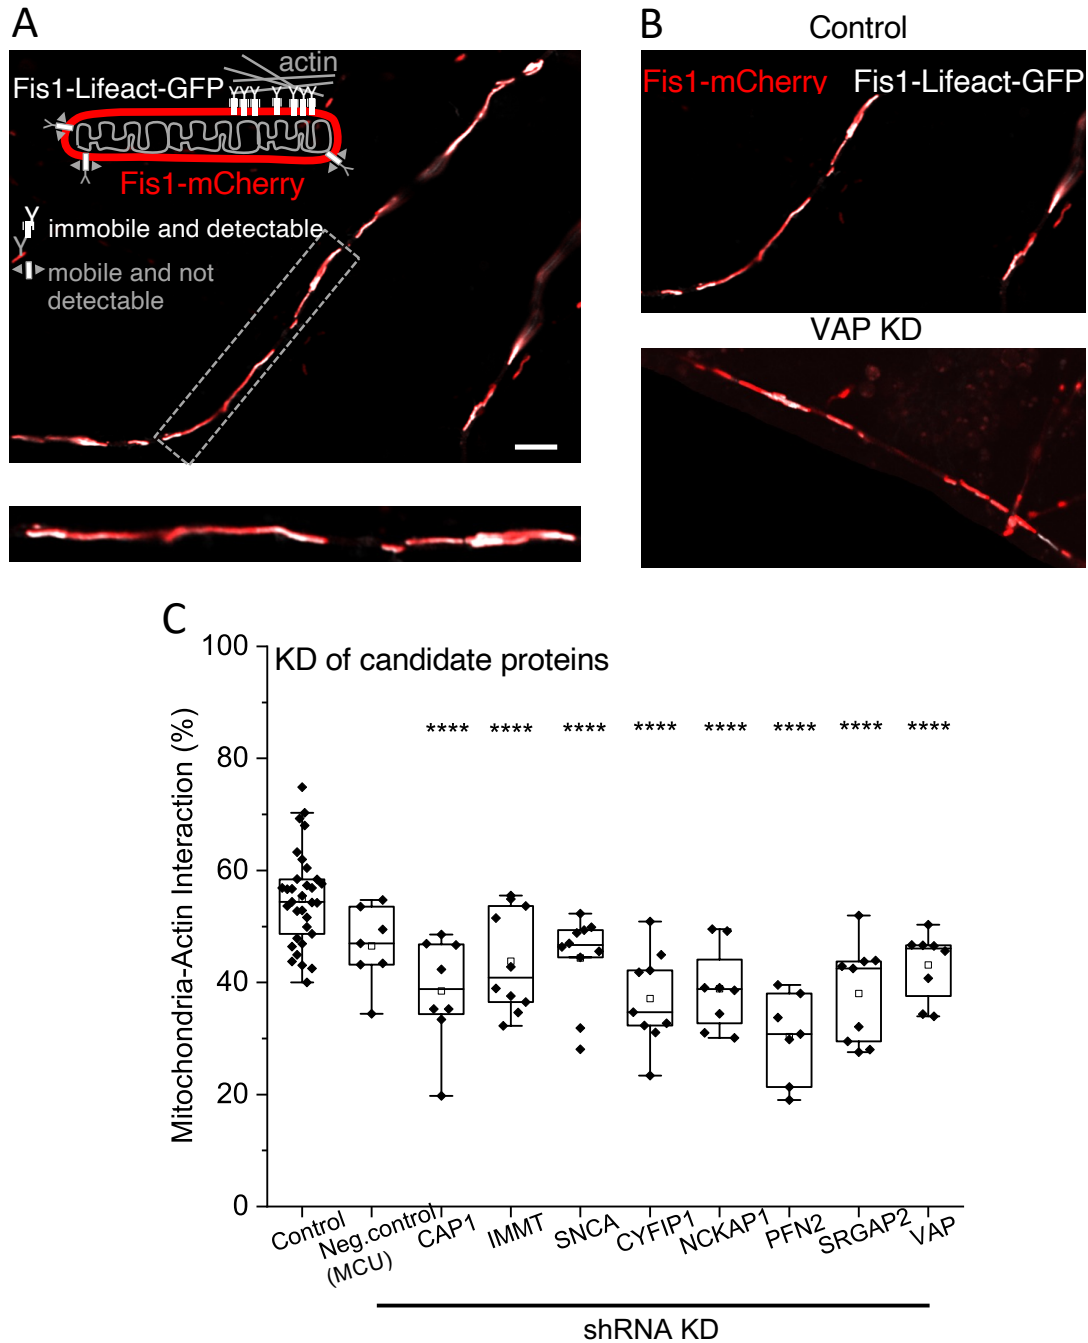 A
Fis1-Lifeact-GFP
actin
Fis1-mCherry
immobile and detectable
mobile and not
detectable
B
Control
Fis1-mCherry Fis1-Lifeact-GFP
VAP KD
C
KD of candidate proteins
Mitochondria-Actin Interaction (%)
100
80
60
40
20
0
**** **** **** **** **** **** **** ****
Control
Neg.control
(MCU)
CAP1
IMMT
SNCA
CYFIP1
NCKAP1
PFN2
SRGAP2
VAP
shRNA KD